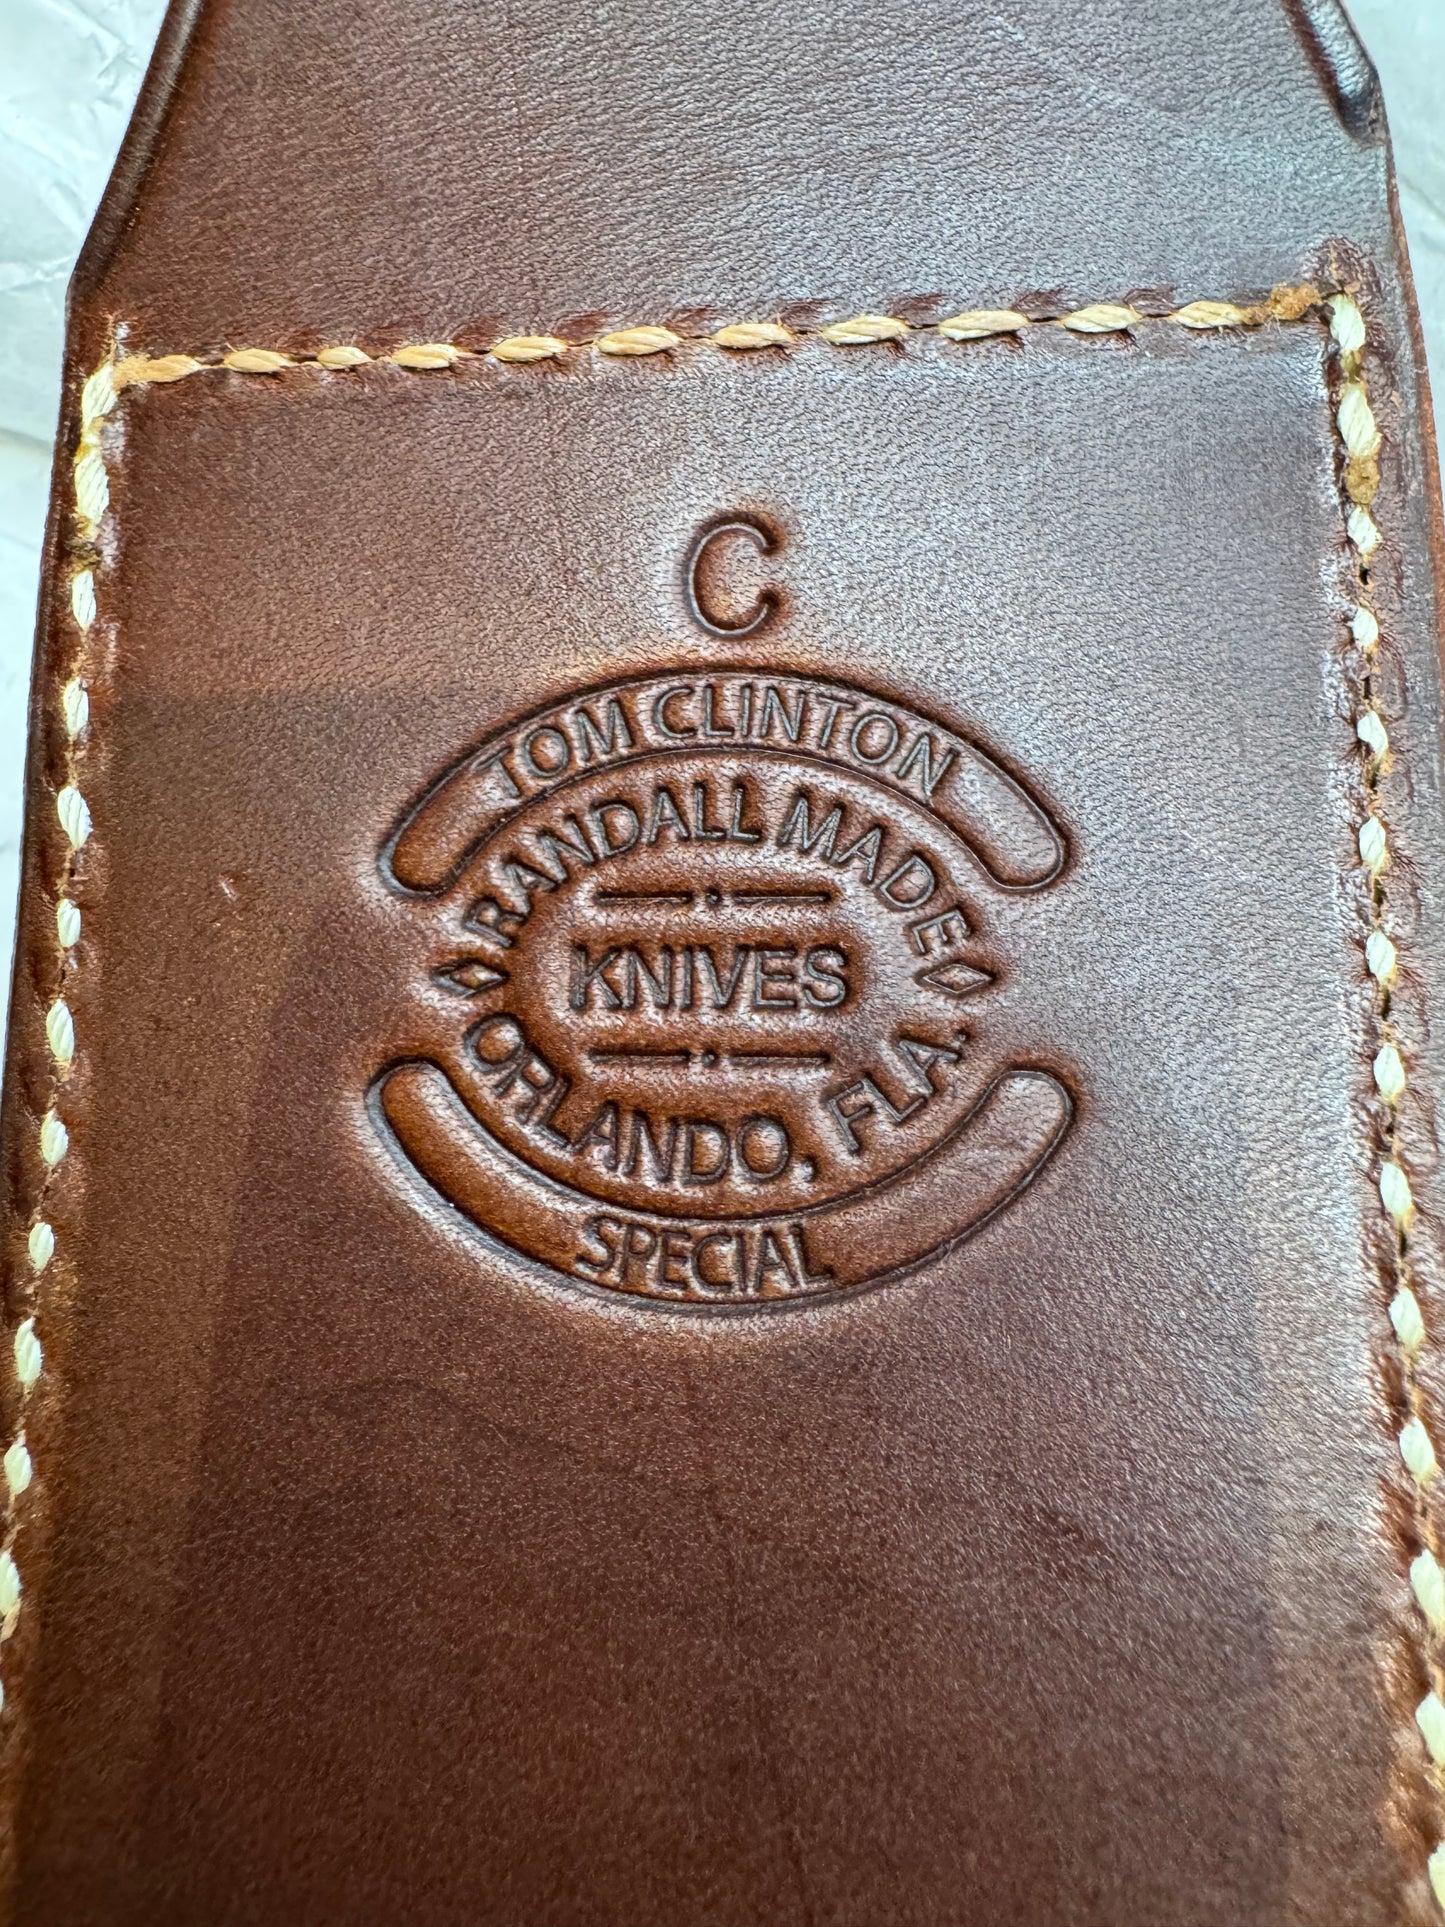 C
TOM CLINTON
RANDALL MADE
KNIVES
ORLANDO, FLA.
SPECIAL